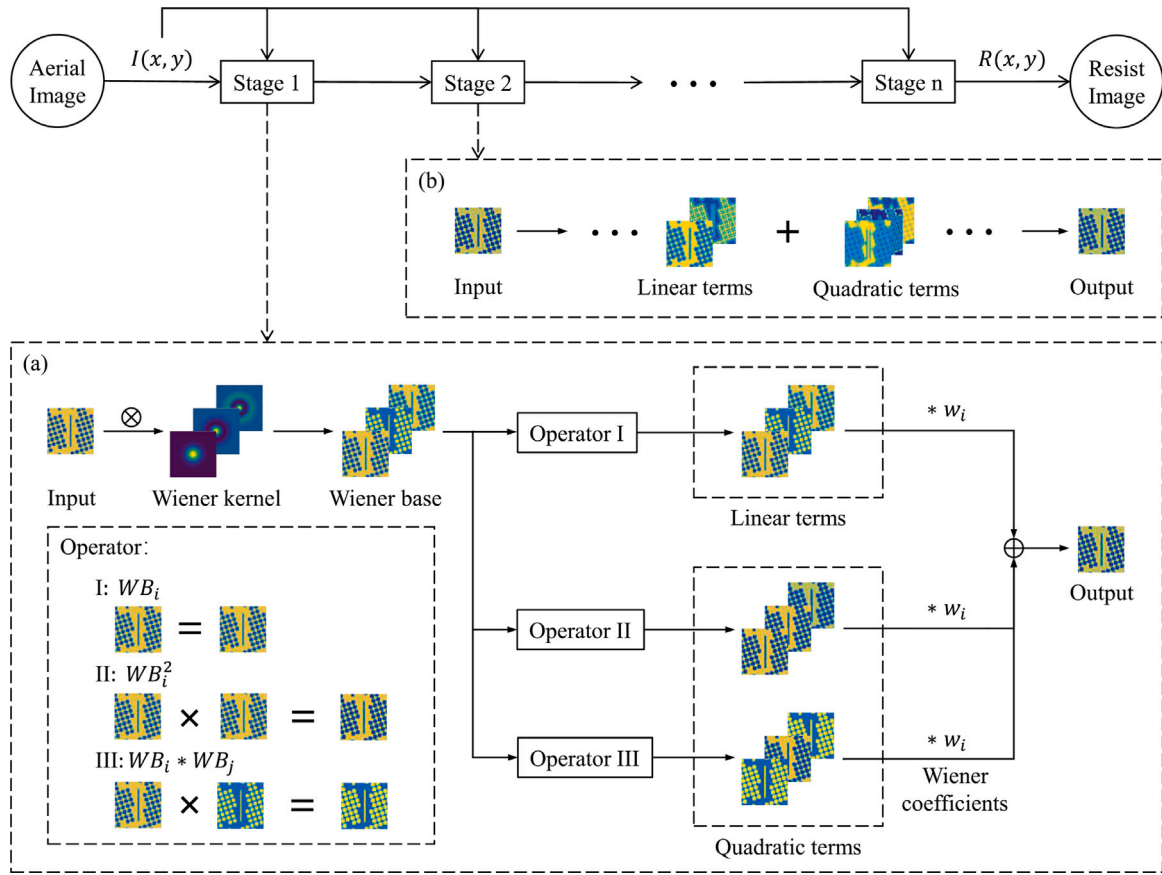 Aerial
Image
I(x, y)
Stage 1
Stage 2
• • •
Stage n
R(x, y)
Resist
Image
(b)
• • •
+
• • •
Input
Linear terms
Quadratic terms
Output
(a)
⊗
Input
Wiener kernel
Wiener base
Operator I
Linear terms
* w_i
Operator:
I: WB_i
=
II: WB_i^2
× =
III: WB_i * WB_j
× =
Operator II
* w_i
⊕
Output
Operator III
Quadratic terms
* w_i
Wiener
coefficients